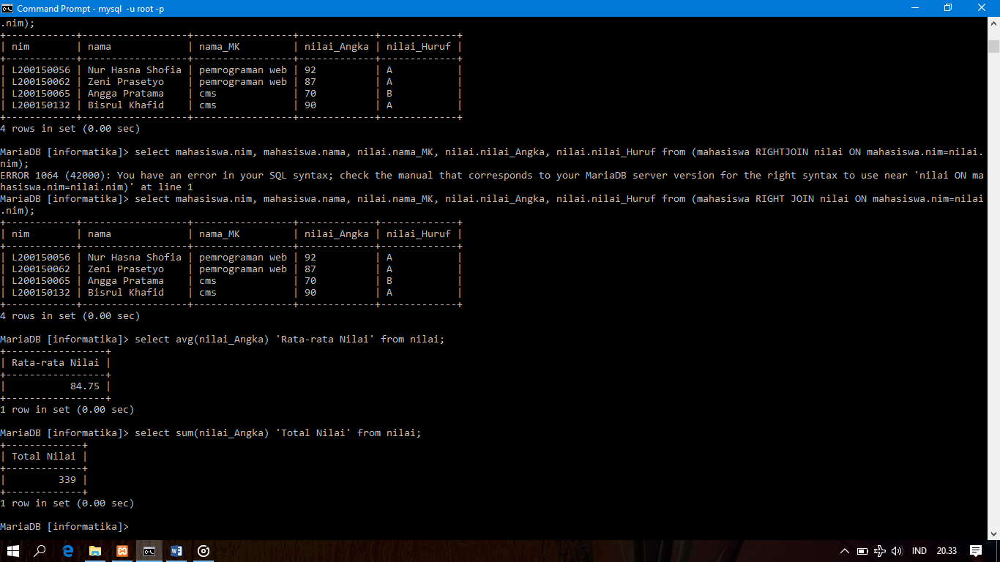 Command Prompt - mysql -u root -p
.nim);
+------------+------------------+-----------------+-------------+-------------+
| nim        | nama             | nama_MK         | nilai_Angka | nilai_Huruf |
+------------+------------------+-----------------+-------------+-------------+
| L200150056 | Nur Hasna Shofia | pemrograman web | 92          | A           |
| L200150062 | Zeni Prasetyo    | pemrograman web | 87          | A           |
| L200150065 | Angga Pratama    | cms             | 70          | B           |
| L200150132 | Bisrul Khafid    | cms             | 90          | A           |
+------------+------------------+-----------------+-------------+-------------+
4 rows in set (0.00 sec)
MariaDB [informatika]> select mahasiswa.nim, mahasiswa.nama, nilai.nama_MK, nilai.nilai_Angka, nilai.nilai_Huruf from (mahasiswa RIGHTJOIN nilai ON mahasiswa.nim=nilai.
nim);
ERROR 1064 (42000): You have an error in your SQL syntax; check the manual that corresponds to your MariaDB server version for the right syntax to use near 'nilai ON ma
hasiswa.nim=nilai.nim)' at line 1
MariaDB [informatika]> select mahasiswa.nim, mahasiswa.nama, nilai.nama_MK, nilai.nilai_Angka, nilai.nilai_Huruf from (mahasiswa RIGHT JOIN nilai ON mahasiswa.nim=nilai
.nim);
+------------+------------------+-----------------+-------------+-------------+
| nim        | nama             | nama_MK         | nilai_Angka | nilai_Huruf |
+------------+------------------+-----------------+-------------+-------------+
| L200150056 | Nur Hasna Shofia | pemrograman web | 92          | A           |
| L200150062 | Zeni Prasetyo    | pemrograman web | 87          | A           |
| L200150065 | Angga Pratama    | cms             | 70          | B           |
| L200150132 | Bisrul Khafid    | cms             | 90          | A           |
+------------+------------------+-----------------+-------------+-------------+
4 rows in set (0.00 sec)
MariaDB [informatika]> select avg(nilai_Angka) 'Rata-rata Nilai' from nilai;
+-----------------+
| Rata-rata Nilai |
+-----------------+
|           84.75 |
+-----------------+
1 row in set (0.00 sec)
MariaDB [informatika]> select sum(nilai_Angka) 'Total Nilai' from nilai;
+-------------+
| Total Nilai |
+-------------+
|         339 |
+-------------+
1 row in set (0.00 sec)
MariaDB [informatika]>
IND 20.33